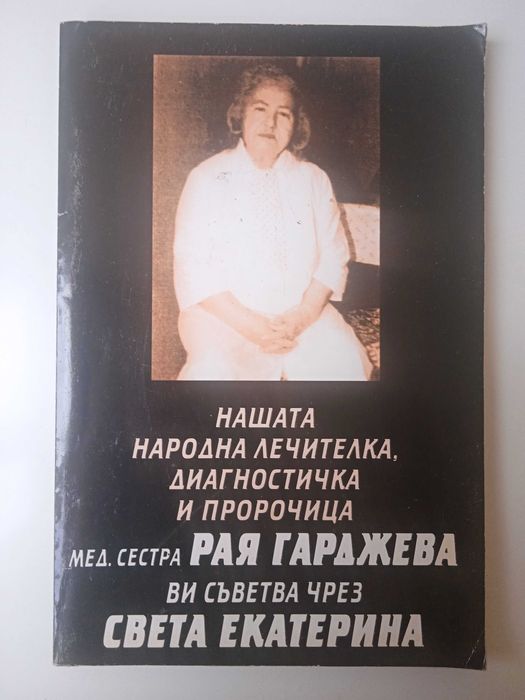 НАШАТА
НАРОДНА ЛЕЧИТЕЛКА,
ДИАГНОСТИЧКА
И ПРОРОЧИЦА
МЕД. СЕСТРА РАЯ ГАРДЖЕВА
ВИ СЪВЕТВА ЧРЕЗ
СВЕТА ЕКАТЕРИНА